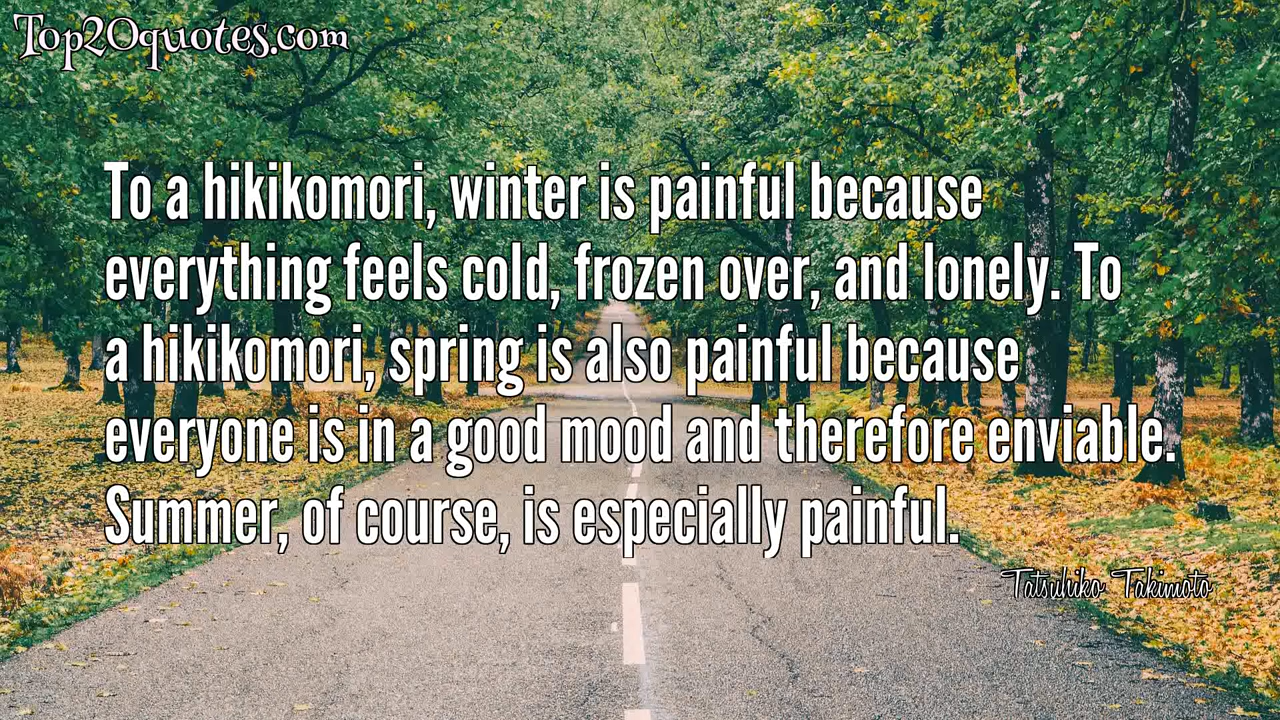 Top20quotes.com
To a hikikomori, winter is painful because
everything feels cold, frozen over, and lonely. To
a hikikomori, spring is also painful because
everyone is in a good mood and therefore enviable.
Summer, of course, is especially painful.
Tatsuhiko Takimoto